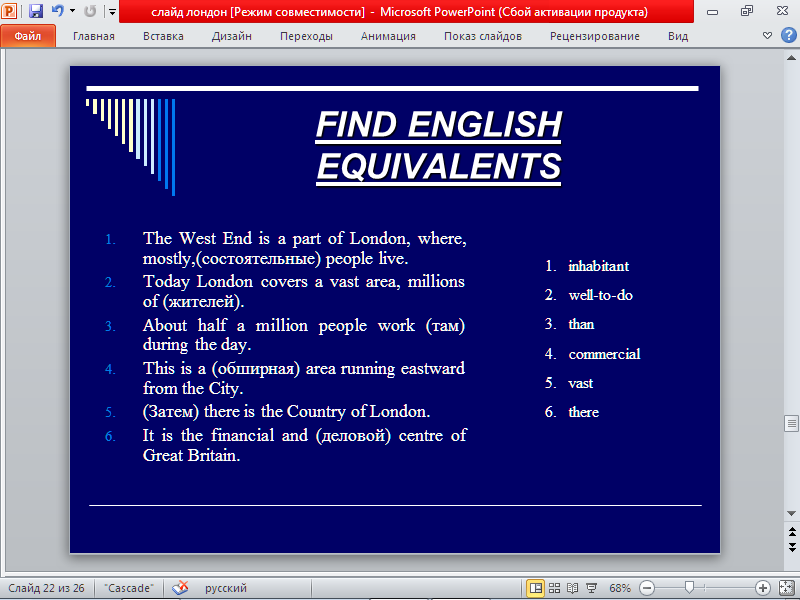 слайд лондон [Режим совместимости] - Microsoft PowerPoint (Сбой активации продукта)
Файл Главная Вставка Дизайн Переходы Анимация Показ слайдов Рецензирование Вид
FIND ENGLISH
EQUIVALENTS
1. The West End is a part of London, where,
mostly,(состоятельные) people live.
2. Today London covers a vast area, millions
of (жителей).
3. About half a million people work (там)
during the day.
4. This is a (обширная) area running eastward
from the City.
5. (Затем) there is the Country of London.
6. It is the financial and (деловой) centre of
Great Britain.
1. inhabitant
2. well-to-do
3. than
4. commercial
5. vast
6. there
Слайд 22 из 26 "Cascade" русский 68%